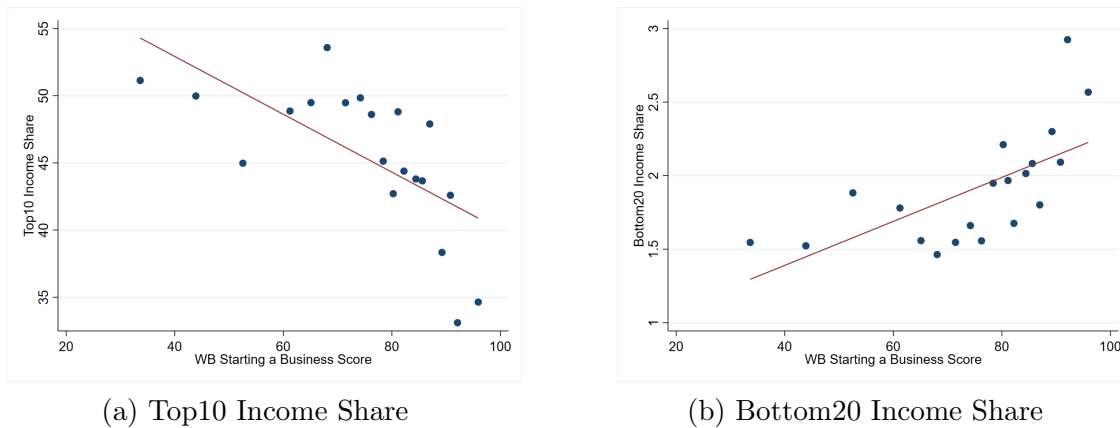 55
50
45
40
35
Top10 Income Share
20 40 60 80 100
WB Starting a Business Score
(a) Top10 Income Share
3
2.5
2
1.5
1
Bottom20 Income Share
20 40 60 80 100
WB Starting a Business Score
(b) Bottom20 Income Share